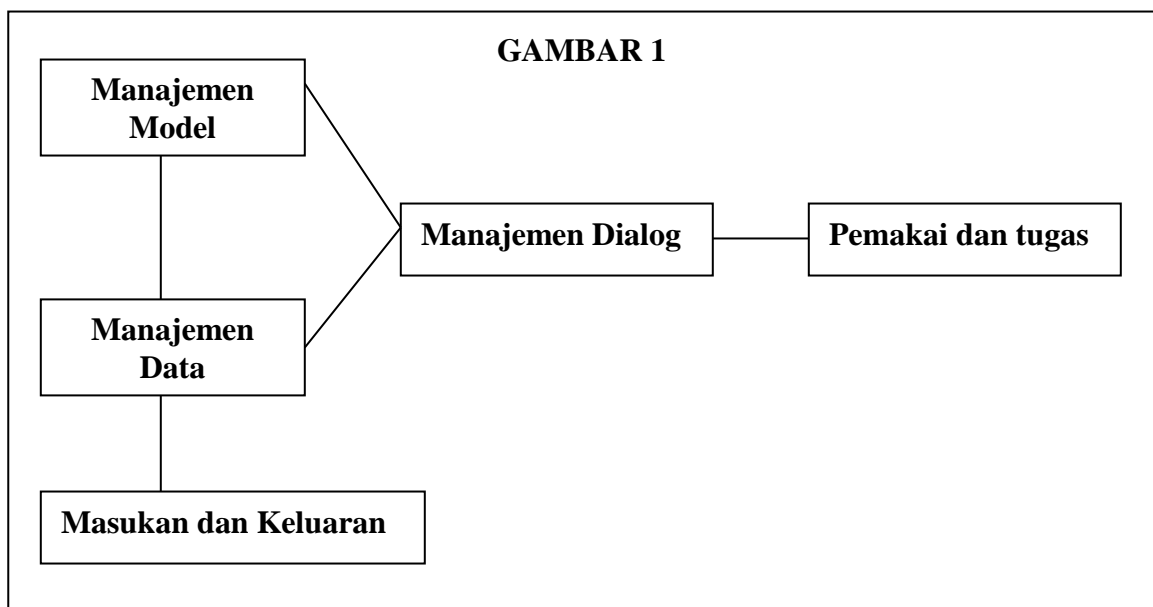 GAMBAR 1
Manajemen
Model
Manajemen Dialog
Pemakai dan tugas
Manajemen
Data
Masukan dan Keluaran